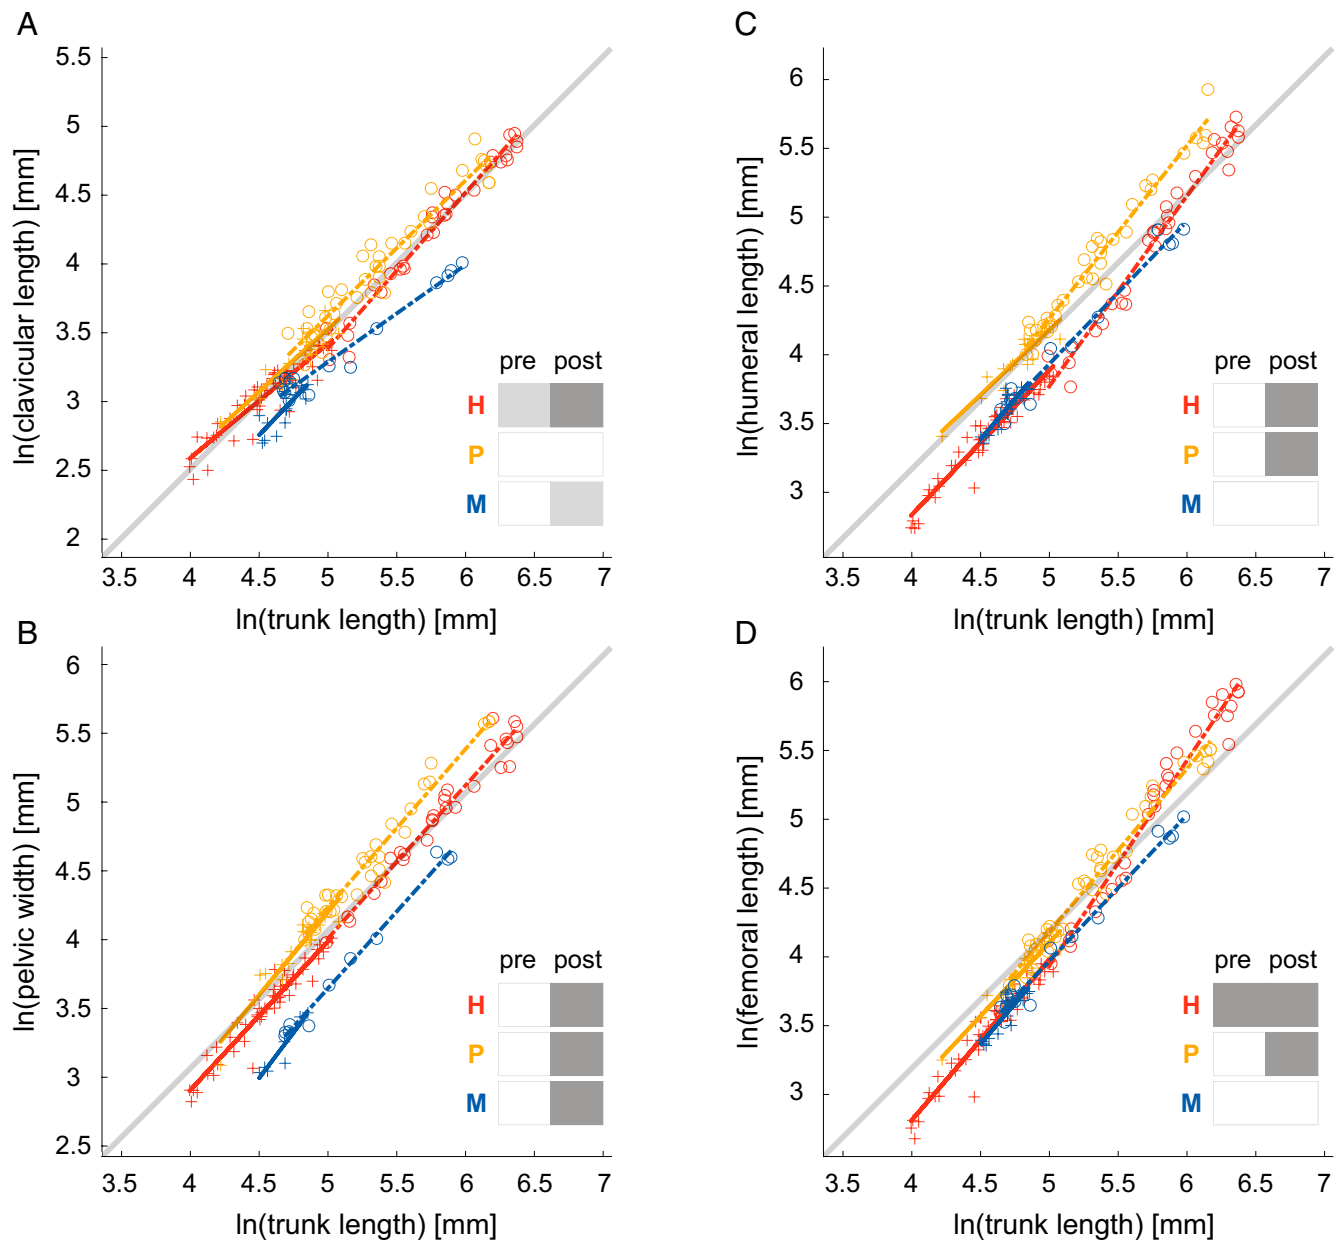 A
ln(clavicular length) [mm]
5.5
5
4.5
4
3.5
3
2.5
2
pre post
H
P
M
3.5 4 4.5 5 5.5 6 6.5 7
ln(trunk length) [mm]
C
ln(humeral length) [mm]
6
5.5
5
4.5
4
3.5
3
pre post
H
P
M
3.5 4 4.5 5 5.5 6 6.5 7
ln(trunk length) [mm]
B
ln(pelvic width) [mm]
6
5.5
5
4.5
4
3.5
3
2.5
pre post
H
P
M
3.5 4 4.5 5 5.5 6 6.5 7
ln(trunk length) [mm]
D
ln(femoral length) [mm]
6
5.5
5
4.5
4
3.5
3
pre post
H
P
M
3.5 4 4.5 5 5.5 6 6.5 7
ln(trunk length) [mm]